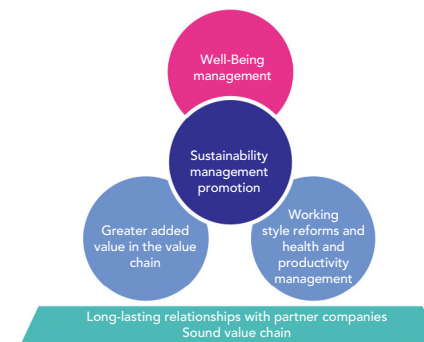 Well-Being
management
Sustainability
management
promotion
Greater added
value in the value
chain
Working
style reforms and
health and
productivity
management
Long-lasting relationships with partner companies
Sound value chain